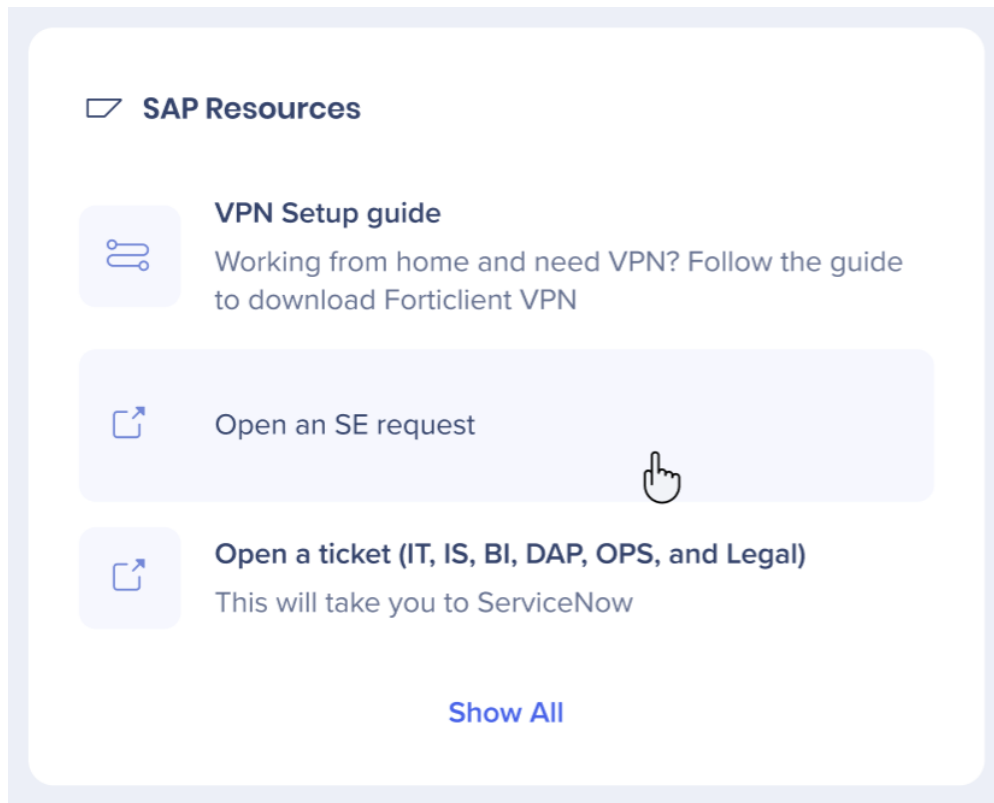 SAP Resources
VPN Setup guide
Working from home and need VPN? Follow the guide
to download Forticlient VPN
Open an SE request
Open a ticket (IT, IS, BI, DAP, OPS, and Legal)
This will take you to ServiceNow
Show All